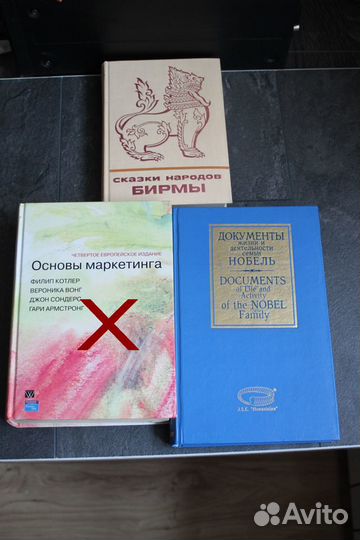 сказки народов
БИРМЫ
ЧЕТВЕРТОЕ ЕВРОПЕЙСКОЕ ИЗДАНИЕ
Основы маркетинга
ФИЛИП КОТЛЕР
ВЕРОНИКА ВОНГ
ДЖОН СОНДЕРС
ГАРИ АРМСТРОНГ
ДОКУМЕНТЫ
жизни и
деятельности
семьи
НОБЕЛЬ
DOCUMENTS
of Life and
Activity
of the NOBEL
Family
J.S.C. "Humanistica"
Avito